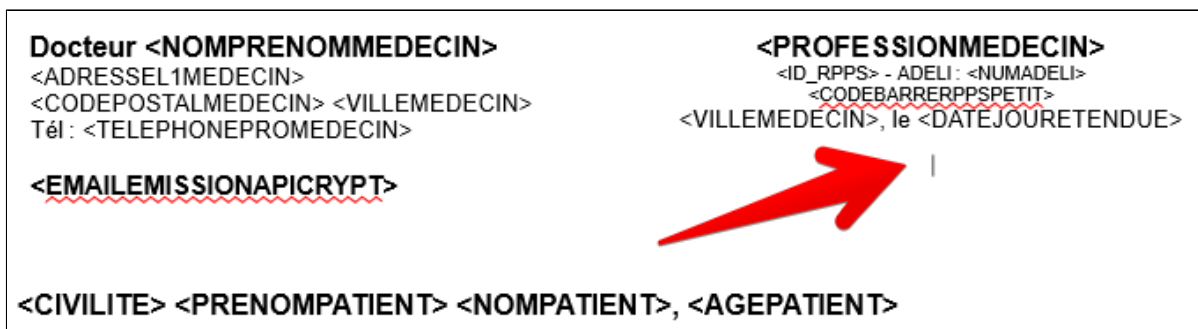 Docteur <NOMPRENOMMEDECIN>
<ADRESSEL1MEDECIN>
<CODEPOSTALMEDECIN> <VILLEMEDECIN>
Tél : <TELEPHONEPROMEDECIN>
<EMAILEMISSIONAPICRYPT>
<PROFESSIONMEDECIN>
<ID_RPPS> - ADELI : <NUMADELI>
<CODEBARRERPPSPETIT>
<VILLEMEDECIN>, le <DATEJOURETENDUE>
<CIVILITE> <PRENOMPATIENT> <NOMPATIENT>, <AGEPATIENT>